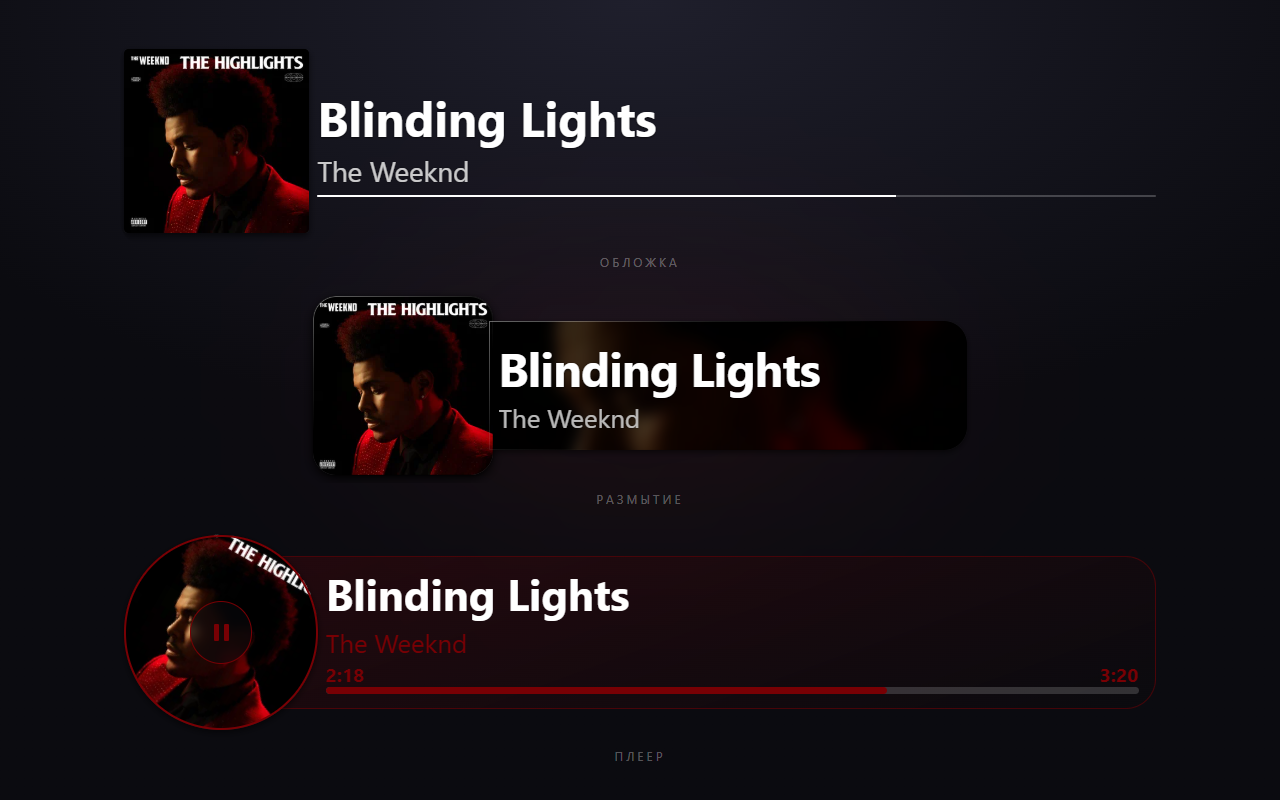 THE WEEKND THE HIGHLIGHTS
Blinding Lights
The Weeknd
ОБЛОЖКА
THE WEEKND THE HIGHLIGHTS
Blinding Lights
The Weeknd
РАЗМЫТИЕ
THE HIGHLI
Blinding Lights
The Weeknd
2:18 3:20
ПЛЕЕР